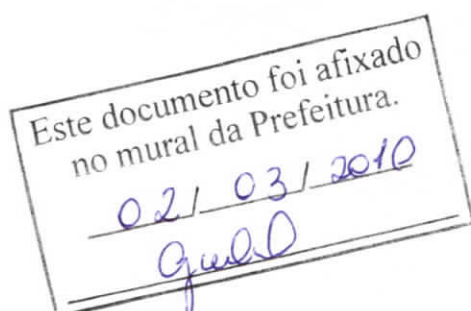 Este documento foi afixado
no mural da Prefeitura.
02/ 03/ 2010